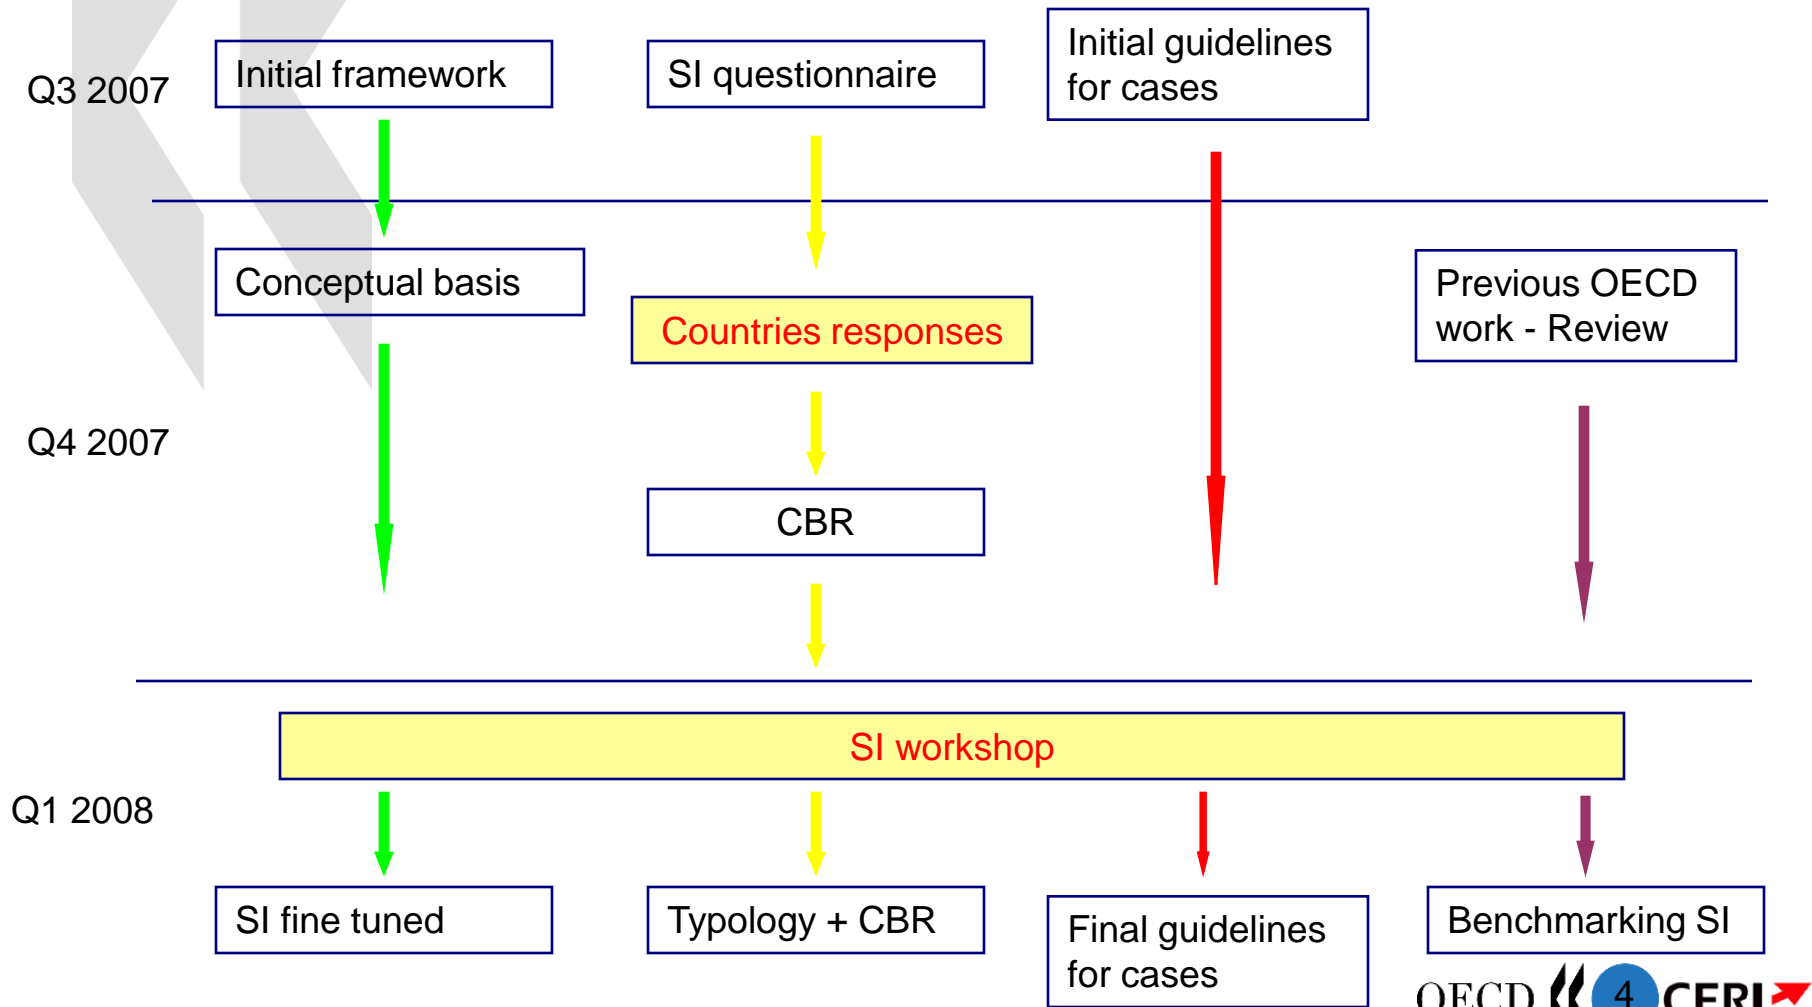 Q3 2007
Initial framework
SI questionnaire
Initial guidelines
for cases
Conceptual basis
Countries responses
Previous OECD
work - Review
Q4 2007
CBR
SI workshop
Q1 2008
SI fine tuned
Typology + CBR
Final guidelines
for cases
Benchmarking SI
OECD 4 CERI